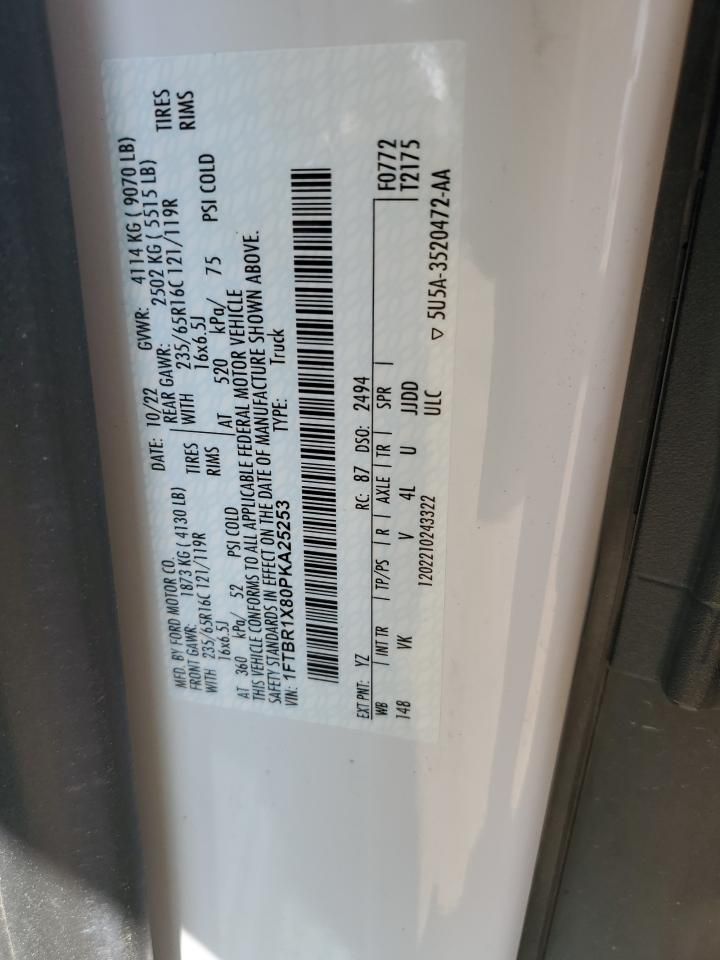 MFD. BY FORD MOTOR CO. DATE: 10/22 GVWR: 4114 KG ( 9070 LB)
FRONT GAWR: 1873 KG ( 4130 LB) REAR GAWR: 2502 KG ( 5515 LB)
WITH 235/65R16C 121/119R TIRES WITH 235/65R16C 121/119R TIRES
16x6.5J RIMS 16x6.5J RIMS
AT 360 kPa/ 52 PSI COLD AT 520 kPa/ 75 PSI COLD
THIS VEHICLE CONFORMS TO ALL APPLICABLE FEDERAL MOTOR VEHICLE
SAFETY STANDARDS IN EFFECT ON THE DATE OF MANUFACTURE SHOWN ABOVE.
VIN: 1FTBR1X80PKA25253 TYPE: Truck
EXT PNT: YZ RC: 87 DSO: 2494 F0772
WB INT TR TP/PS R AXLE TR SPR T2175
148 VK V 4L U JJDD
▽ 5U5A-3520472-AA
1202210243322 ULC